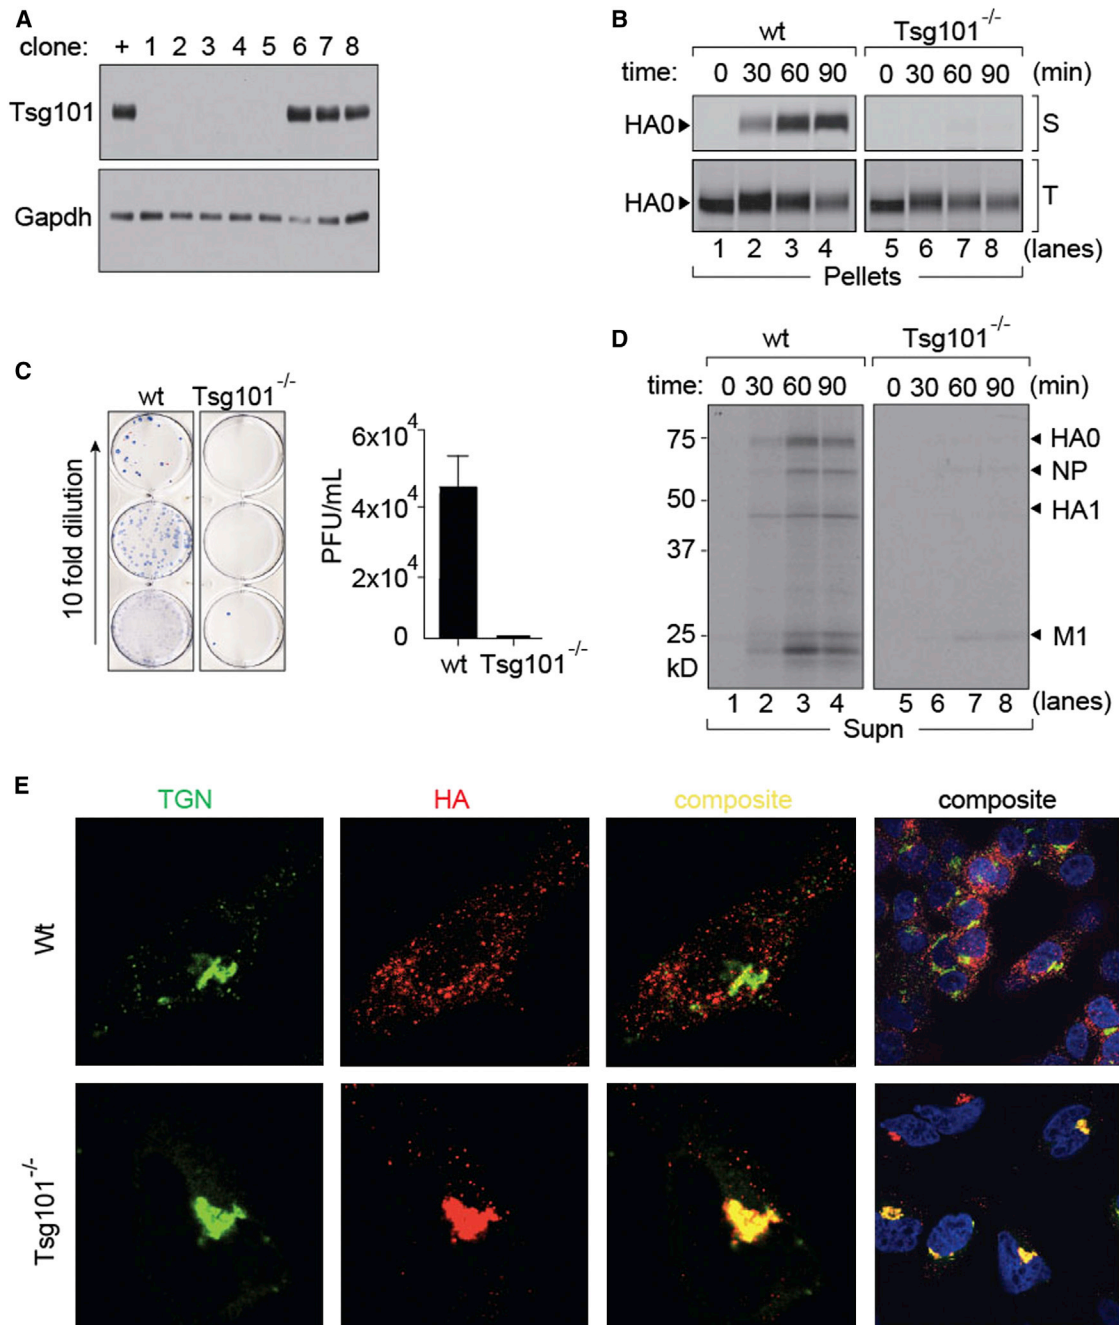 A
clone: + 1 2 3 4 5 6 7 8
Tsg101
Gapdh
B
wt Tsg101-/-
time: 0 30 60 90 0 30 60 90 (min)
HA0 S
HA0 T
1 2 3 4 5 6 7 8 (lanes)
Pellets
C
wt Tsg101-/-
10 fold dilution
6x10^4
4x10^4
2x10^4
0
PFU/mL
wt Tsg101-/-
D
wt Tsg101-/-
time: 0 30 60 90 0 30 60 90 (min)
75 HA0
NP
50 HA1
37
25 M1
kD
1 2 3 4 5 6 7 8 (lanes)
Supn
E
TGN HA composite composite
Wt
Tsg101-/-